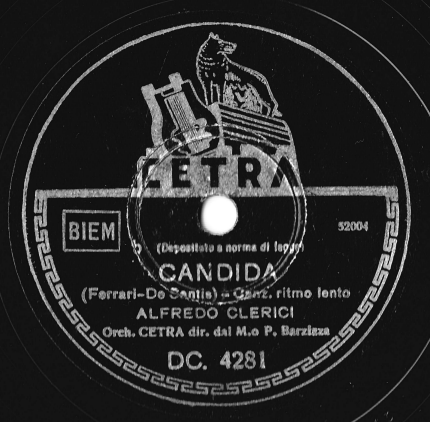 CETRA
BIEM
52004
(Depositato a norma di legge)
CANDIDA
(Ferrari-De Santis) - Canz. ritmo lento
ALFREDO CLERICI
Orch. CETRA dir. dal M.o P. Barzizza
DC. 4281